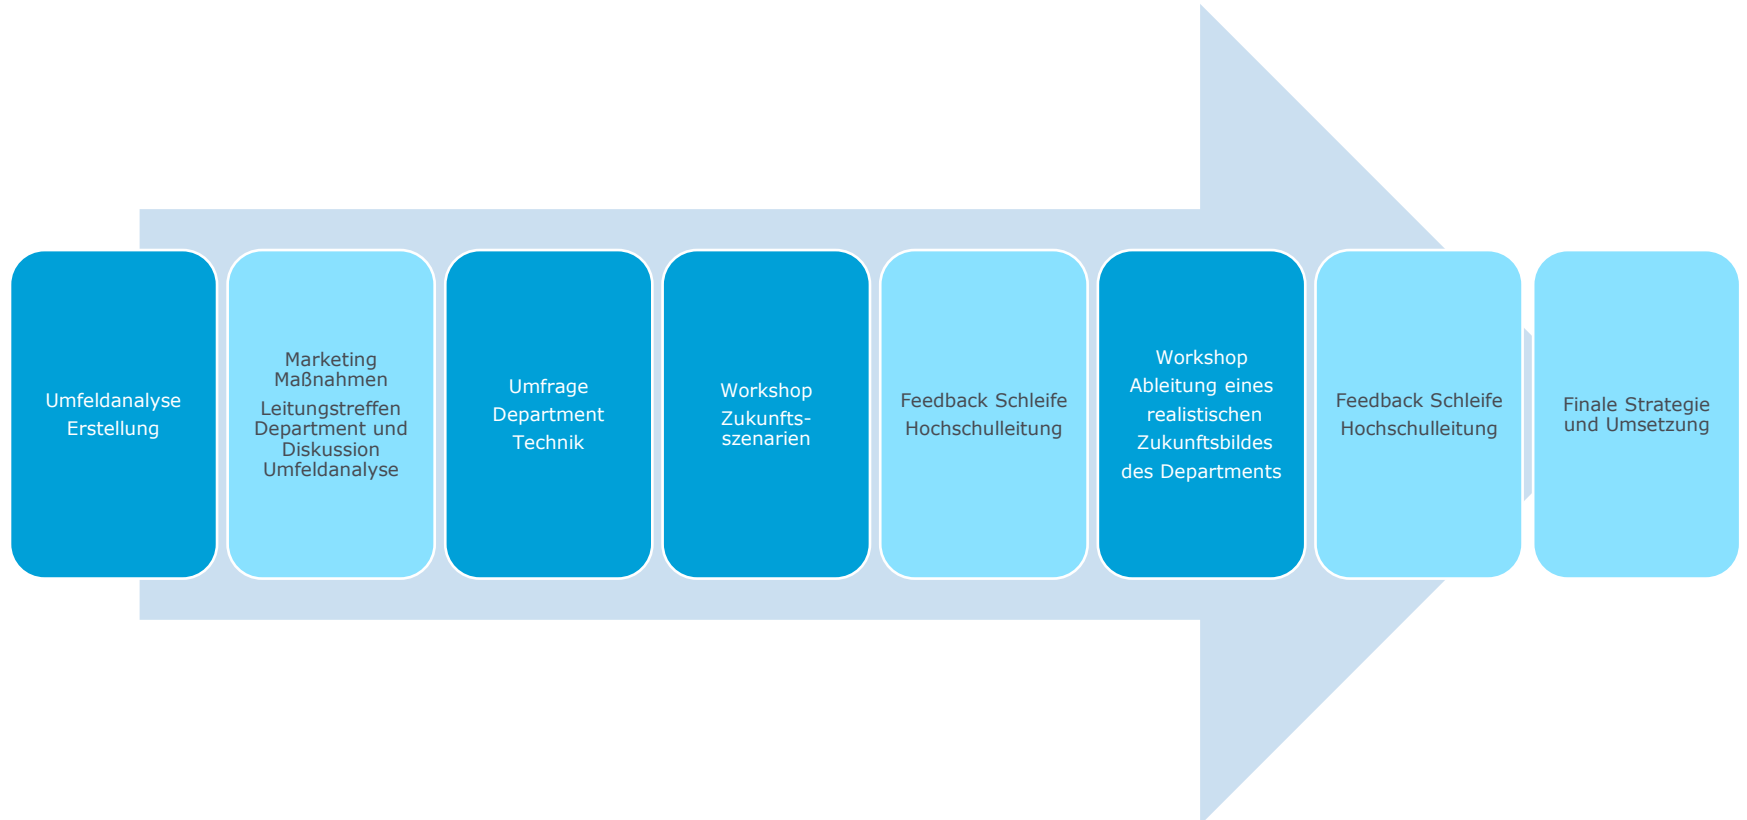 Umfeldanalyse
Erstellung
Marketing
Maßnahmen
Leitungstreffen
Department und
Diskussion
Umfeldanalyse
Umfrage
Department
Technik
Workshop
Zukunfts-
szenarien
Feedback Schleife
Hochschulleitung
Workshop
Ableitung eines
realistischen
Zukunftsbildes
des Departments
Feedback Schleife
Hochschulleitung
Finale Strategie
und Umsetzung